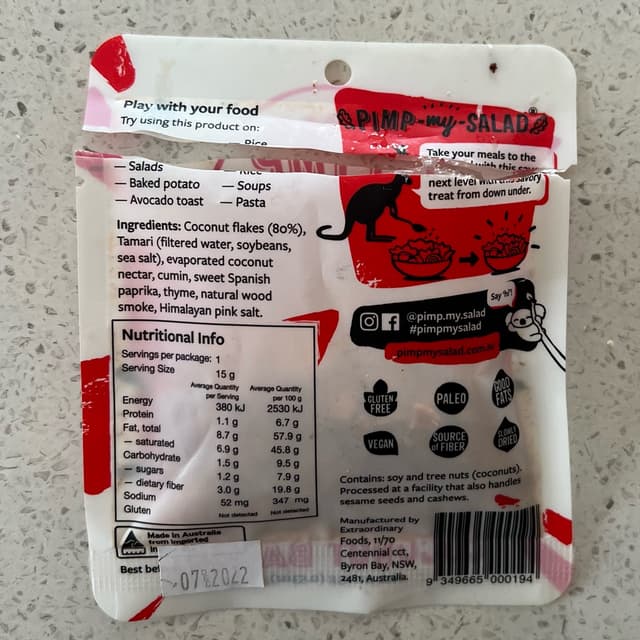 Play with your food
Try using this product on:
Rice
— Salads
— Baked potato
— Soups
— Avocado toast
— Pasta
PIMP my SALAD
Take your meals to the
next level with this savory
treat from down under.
Ingredients: Coconut flakes (80%),
Tamari (filtered water, soybeans,
sea salt), evaporated coconut
nectar, cumin, sweet Spanish
paprika, thyme, natural wood
smoke, Himalayan pink salt.
Say 'hi'!
@pimp.my.salad
#pimpmysalad
pimpmysalad.com.au
Nutritional Info
Servings per package: 1
Serving Size 15 g
Average Quantity per Serving Average Quantity per 100 g
Energy 380 kJ 2530 kJ
Protein 1.1 g 6.7 g
Fat, total 8.7 g 57.9 g
— saturated 6.9 g 45.8 g
Carbohydrate 1.5 g 9.5 g
— sugars 1.2 g 7.9 g
— dietary fiber 3.0 g 19.8 g
Sodium 52 mg 347 mg
Gluten Not detected Not detected
GLUTEN FREE
PALEO
GOOD FATS
VEGAN
SOURCE of FIBER
SLOWLY DRIED
Contains: soy and tree nuts (coconuts).
Processed at a facility that also handles
sesame seeds and cashews.
Manufactured by
Extraordinary
Foods, 11/70
Centennial cct,
Byron Bay, NSW,
2481, Australia.
Made in Australia
from imported
Best
07 2022
9 349665 000194